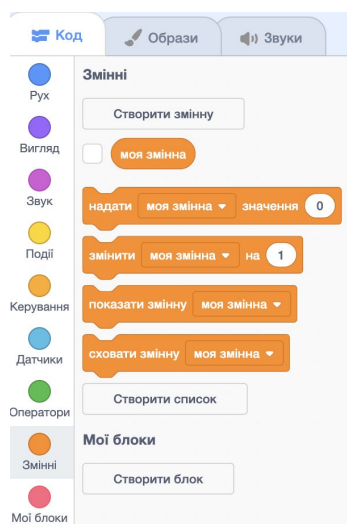 Код
Образи
Звуки
Рух
Вигляд
Звук
Події
Керування
Датчики
Оператори
Змінні
Мої блоки
Змінні
Створити змінну
моя змінна
надати моя змінна значення 0
змінити моя змінна на 1
показати змінну моя змінна
сховати змінну моя змінна
Створити список
Мої блоки
Створити блок